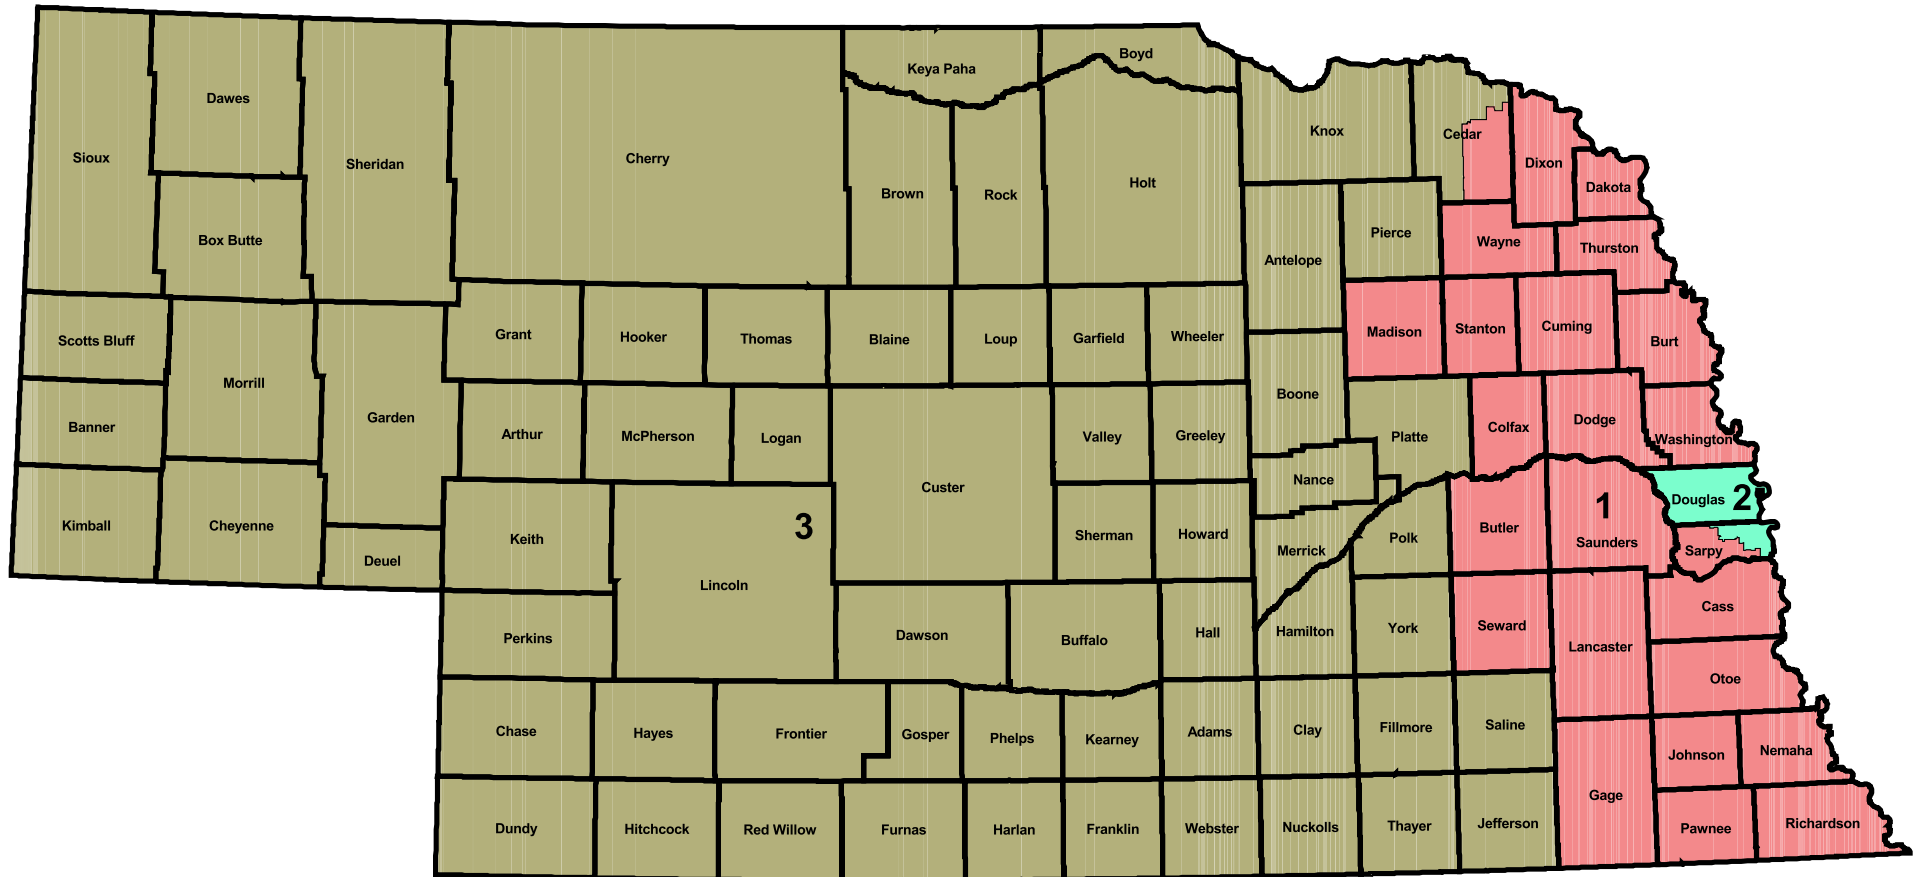 Boyd
Keya Paha
Dawes
Knox
Cedar
Sioux
Cherry
Sheridan
Dixon
Holt
Dakota
Brown
Rock
Pierce
Box Butte
Wayne
Thurston
Antelope
Madison
Stanton
Cuming
Grant
Hooker
Thomas
Blaine
Loup
Garfield
Wheeler
Scotts Bluff
Burt
Morrill
Boone
Garden
Banner
Arthur
McPherson
Logan
Valley
Greeley
Platte
Colfax
Dodge
Washington
Custer
Nance
Douglas
2
1
3
Kimball
Cheyenne
Keith
Sherman
Howard
Butler
Polk
Saunders
Merrick
Sarpy
Deuel
Lincoln
Cass
Perkins
Dawson
Buffalo
Hall
Hamilton
York
Seward
Lancaster
Otoe
Chase
Hayes
Frontier
Gosper
Phelps
Kearney
Adams
Clay
Fillmore
Saline
Johnson
Nemaha
Gage
Dundy
Hitchcock
Red Willow
Furnas
Harlan
Franklin
Webster
Nuckolls
Thayer
Jefferson
Pawnee
Richardson